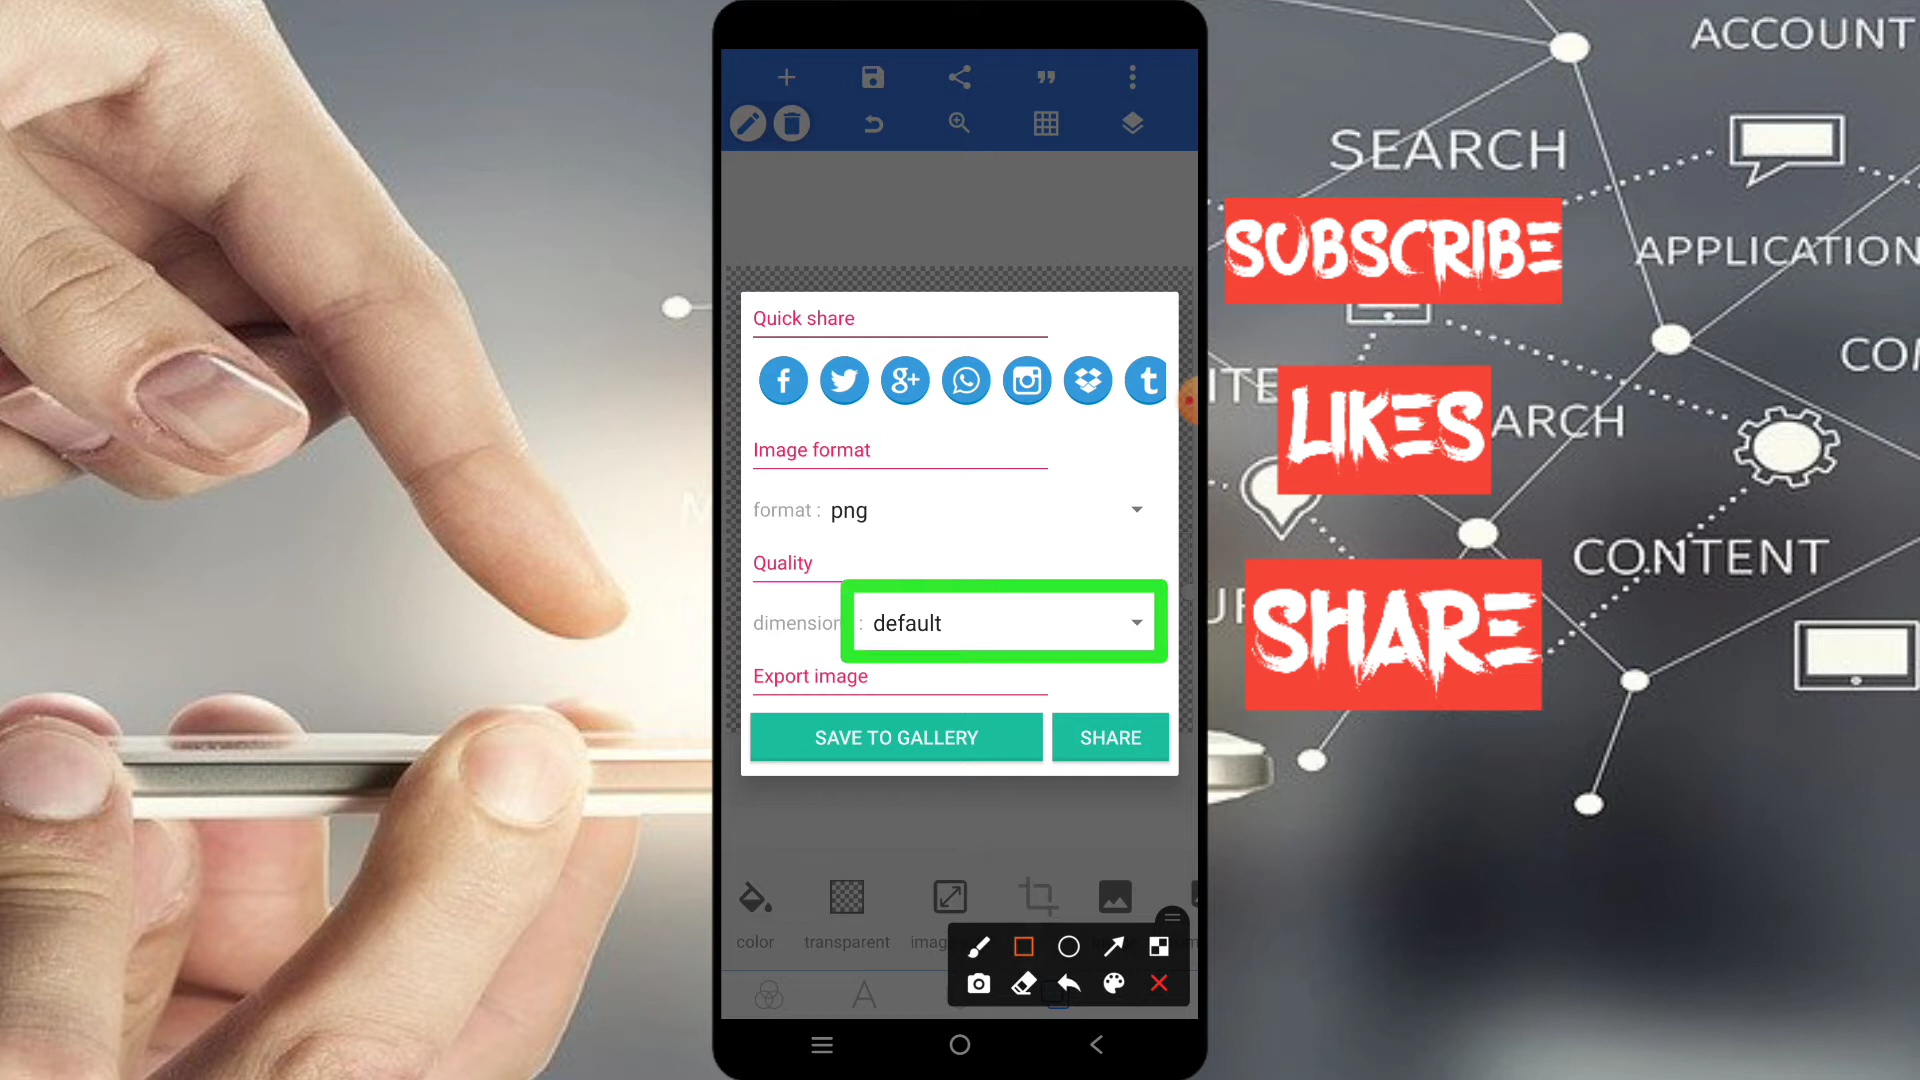 ACCOUNT
SEARCH
SUBSCRIBE
APPLICATION
Quick share
Image format
format : png
LIKES
ARCH
Quality
CONTENT
dimension : default
SHARE
Export image
SAVE TO GALLERY
SHARE
color
transparent